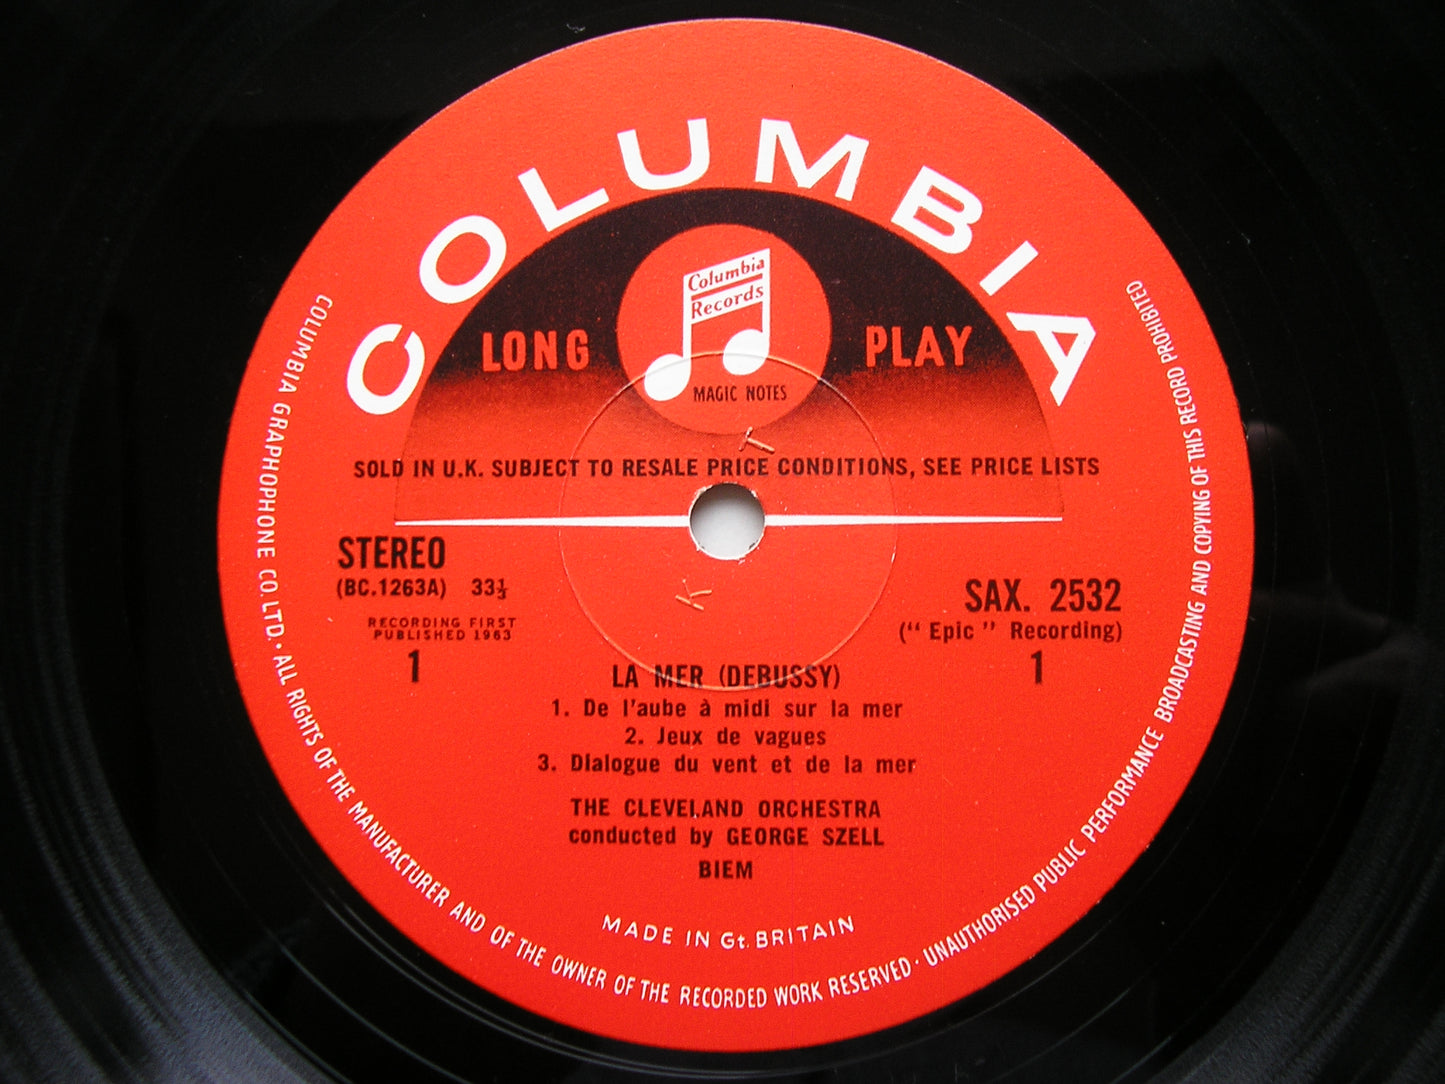 COLUMBIA
Columbia
Records
LONG PLAY
MAGIC NOTES
T
SOLD IN U.K. SUBJECT TO RESALE PRICE CONDITIONS, SEE PRICE LISTS
STEREO
(BC.1263A) 33⅓
RECORDING FIRST
PUBLISHED 1963
1
K
SAX. 2532
("Epic" Recording)
1
LA MER (DEBUSSY)
1. De l'aube à midi sur la mer
2. Jeux de vagues
3. Dialogue du vent et de la mer
THE CLEVELAND ORCHESTRA
conducted by GEORGE SZELL
BIEM
MADE IN Gt. BRITAIN
COLUMBIA GRAPHOPHONE CO. LTD. · ALL RIGHTS OF THE MANUFACTURER AND OF THE OWNER OF THE RECORDED WORK RESERVED · UNAUTHORISED PUBLIC PERFORMANCE BROADCASTING AND COPYING OF THIS RECORD PROHIBITED